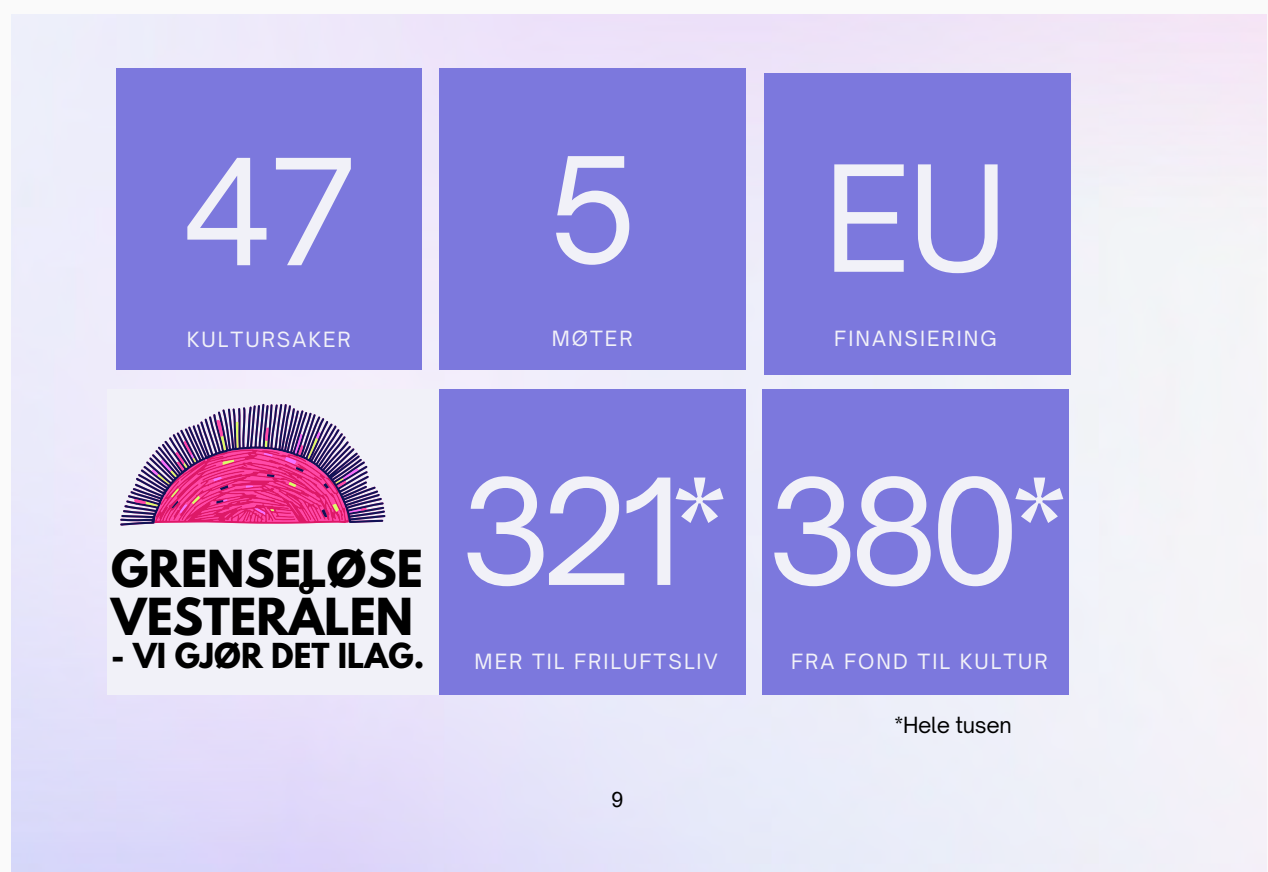 47
KULTURSAKER
5
MØTER
EU
FINANSIERING
GRENSELØSE
VESTERÅLEN
- VI GJØR DET ILAG.
321*
MER TIL FRILUFTSLIV
380*
FRA FOND TIL KULTUR
*Hele tusen
9